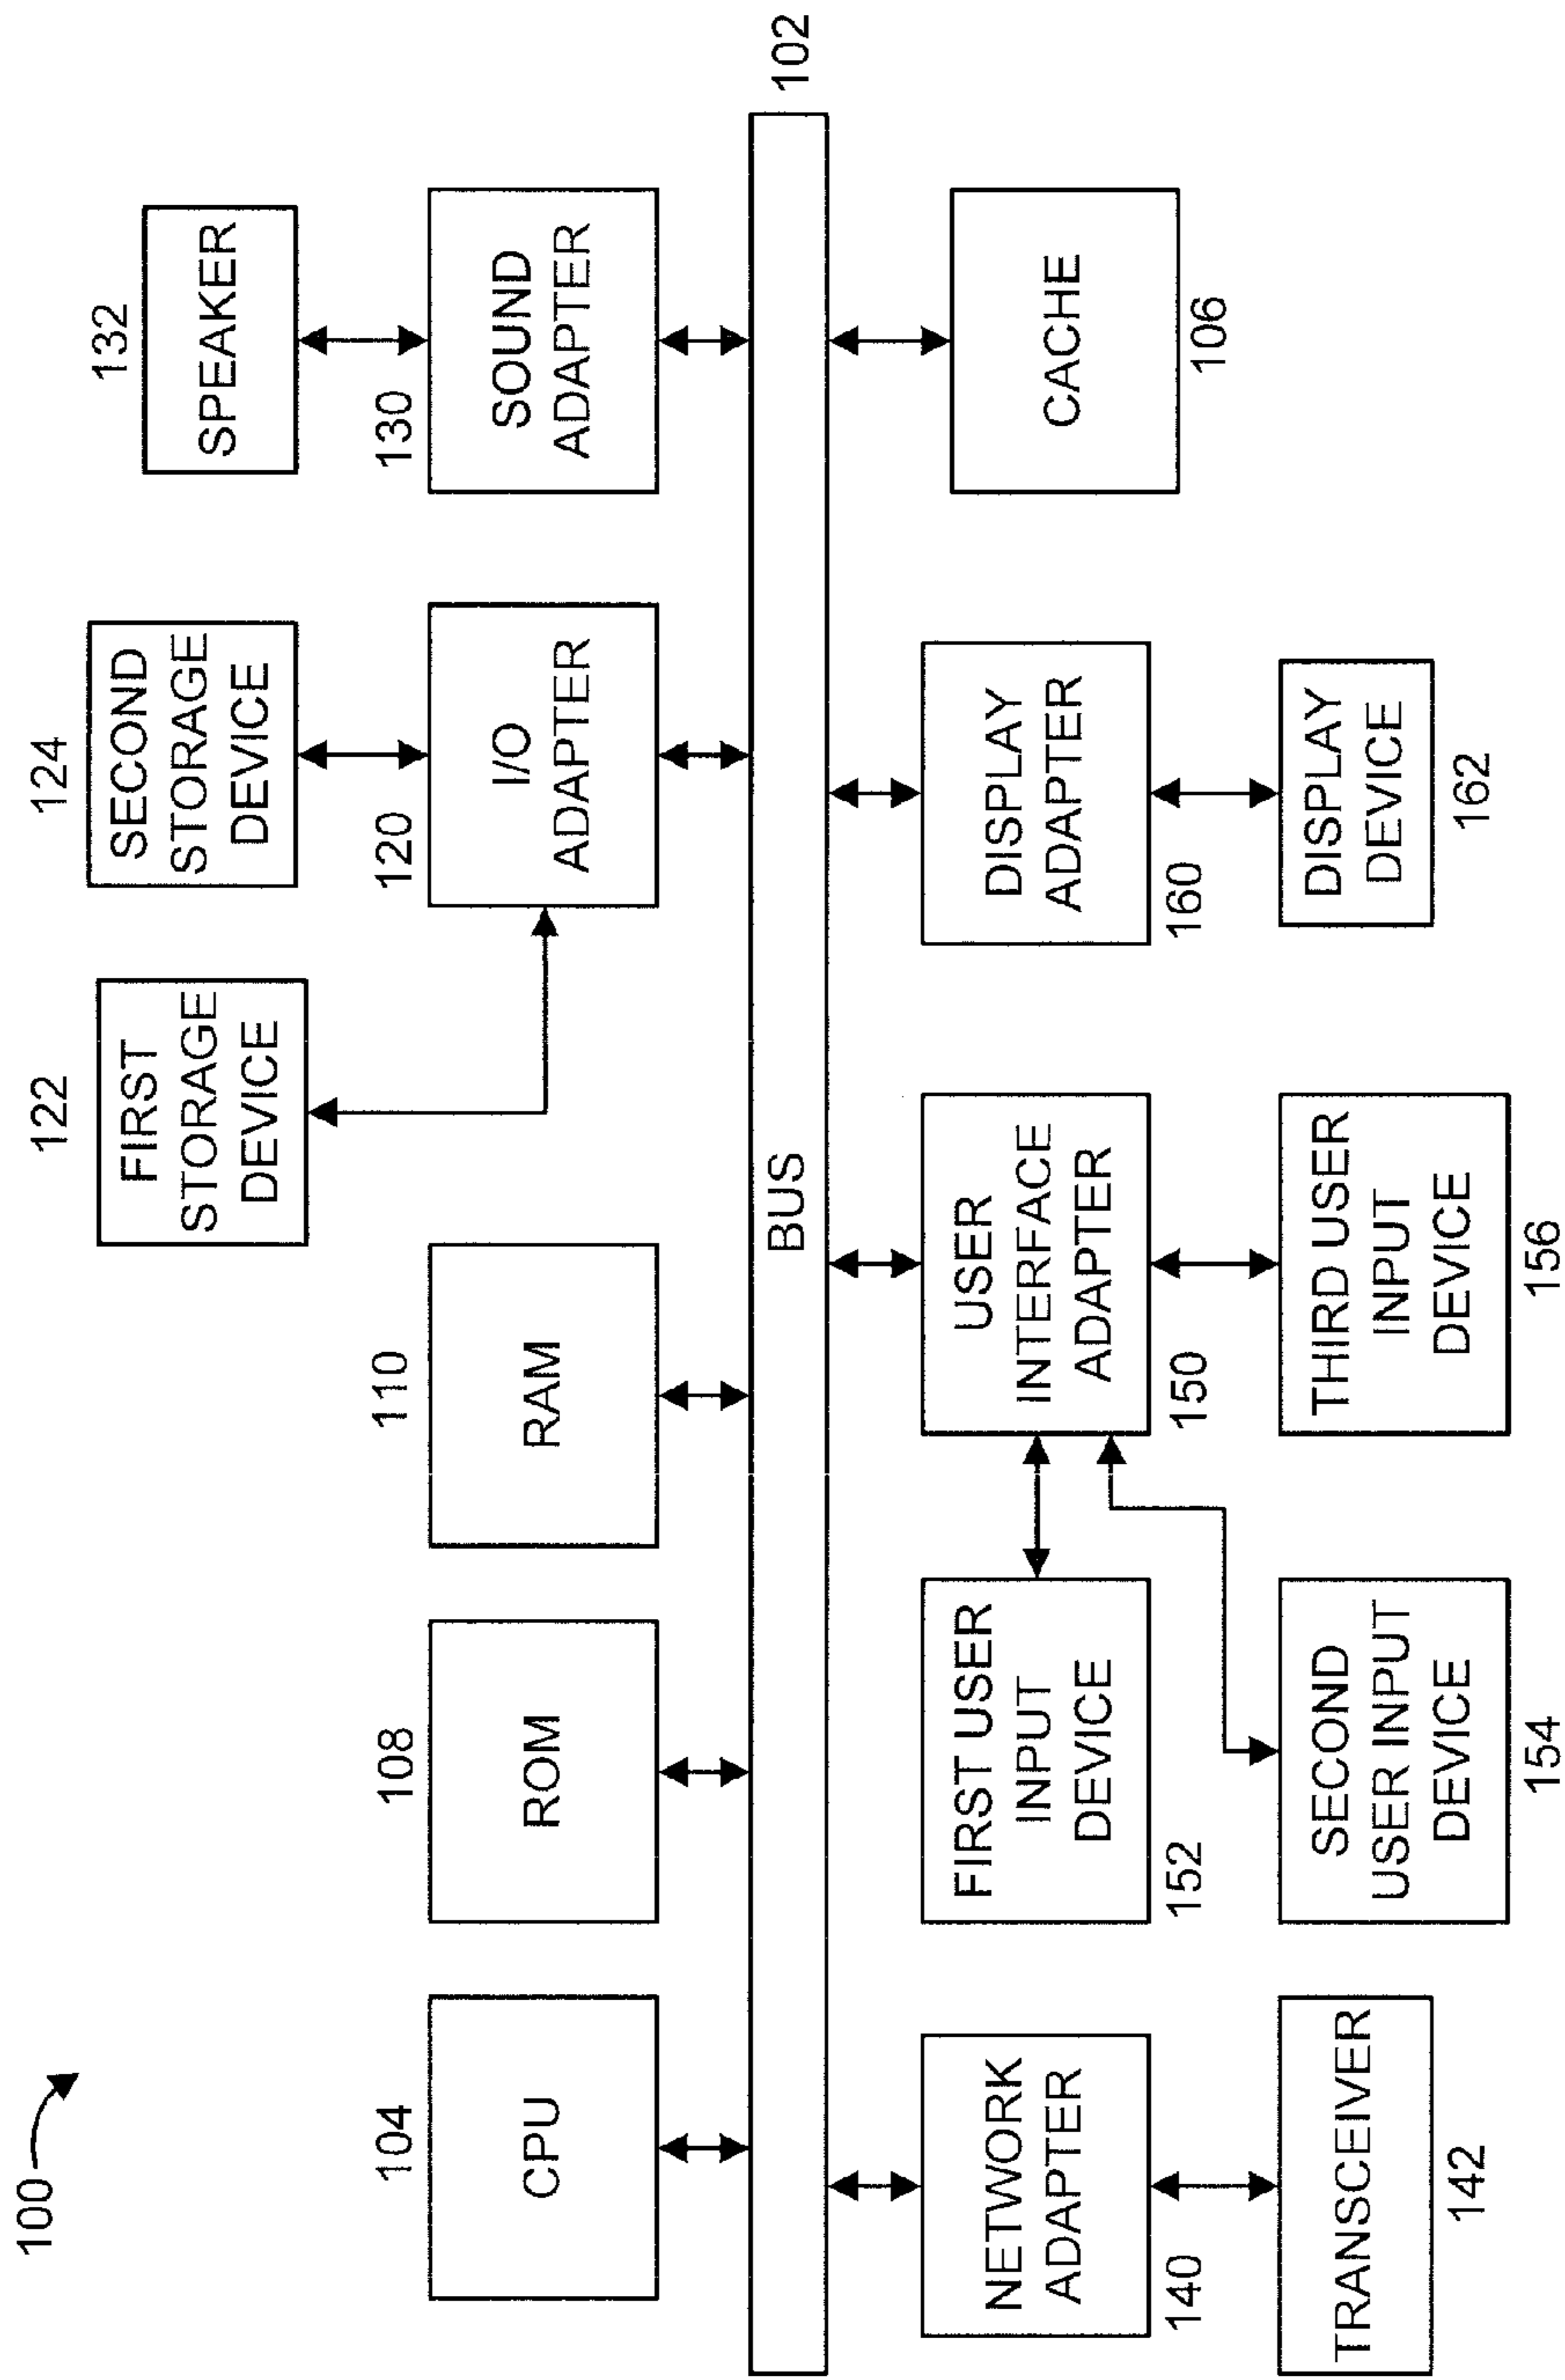 100
122
FIRST
STORAGE
DEVICE
124
SECOND
STORAGE
DEVICE
132
SPEAKER
104
CPU
108
ROM
110
RAM
120
I/O
ADAPTER
130
SOUND
ADAPTER
BUS
102
NETWORK
ADAPTER
140
FIRST USER
INPUT
DEVICE
152
USER
INTERFACE
ADAPTER
150
DISPLAY
ADAPTER
160
CACHE
106
TRANSCEIVER
142
SECOND
USER INPUT
DEVICE
154
THIRD USER
INPUT
DEVICE
156
DISPLAY
DEVICE
162